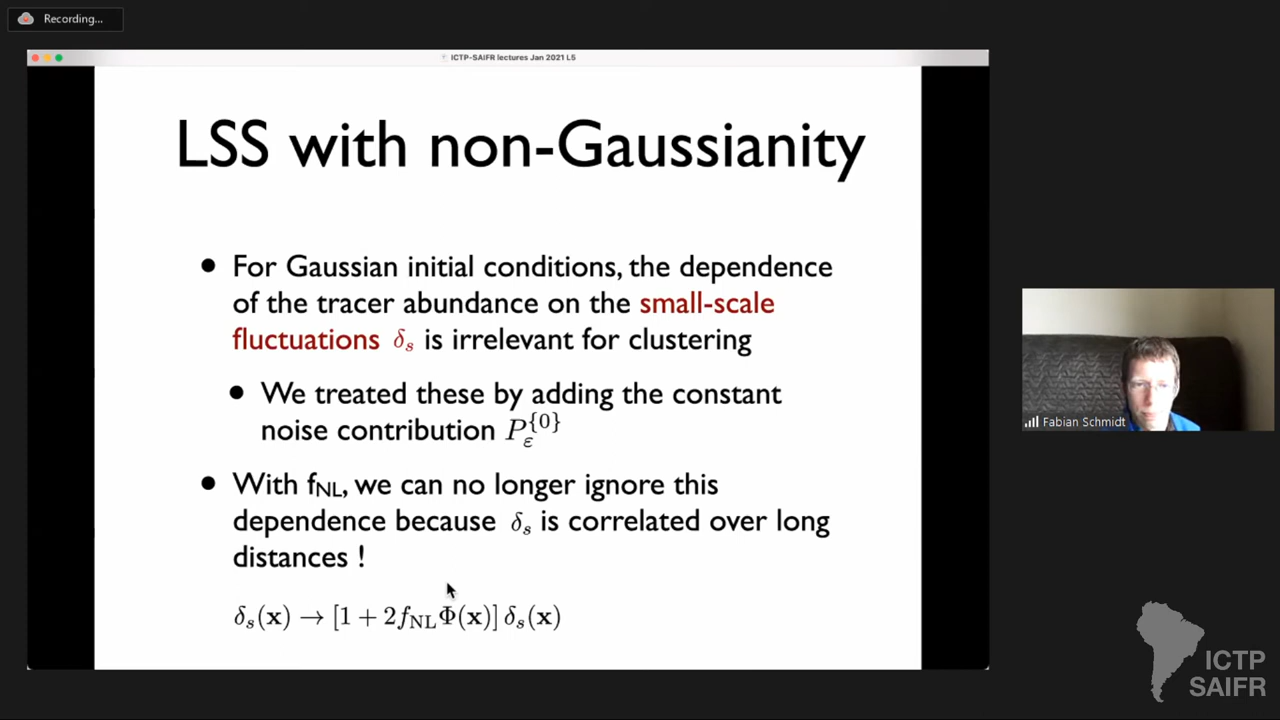 Recording...
ICTP-SAIFR lectures Jan 2021 L5
LSS with non-Gaussianity
• For Gaussian initial conditions, the dependence
of the tracer abundance on the small-scale
fluctuations δ_s is irrelevant for clustering
• We treated these by adding the constant
noise contribution P_ε^{0}
• With f_NL, we can no longer ignore this
dependence because δ_s is correlated over long
distances !
δ_s(x) → [1 + 2f_NL Φ(x)] δ_s(x)
Fabian Schmidt
ICTP
SAIFR